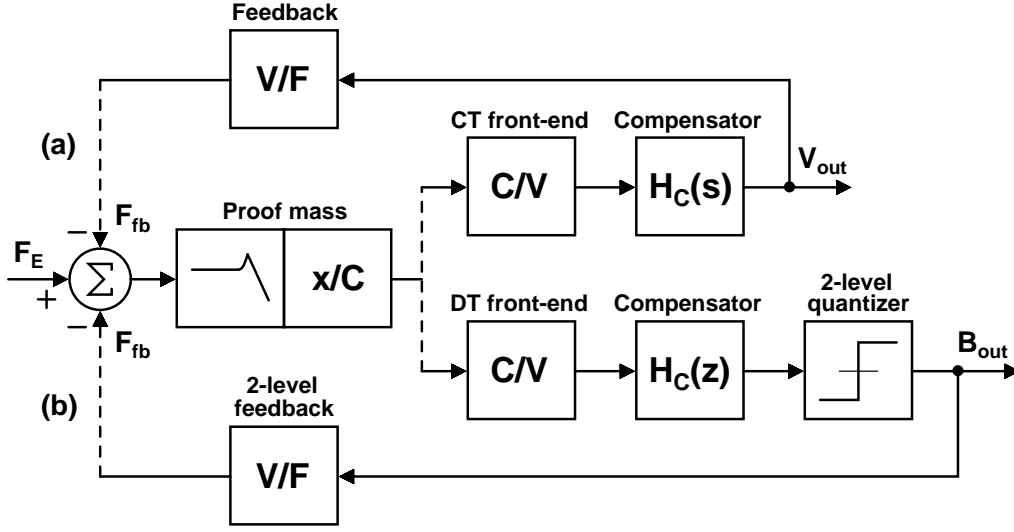 Feedback
V/F
CT front-end
Compensator
(a)
C/V
H_C(s)
V_out
F_fb
Proof mass
F_E
−
Σ
x/C
+
−
DT front-end
Compensator
2-level
quantizer
F_fb
C/V
H_C(z)
B_out
(b)
2-level
feedback
V/F